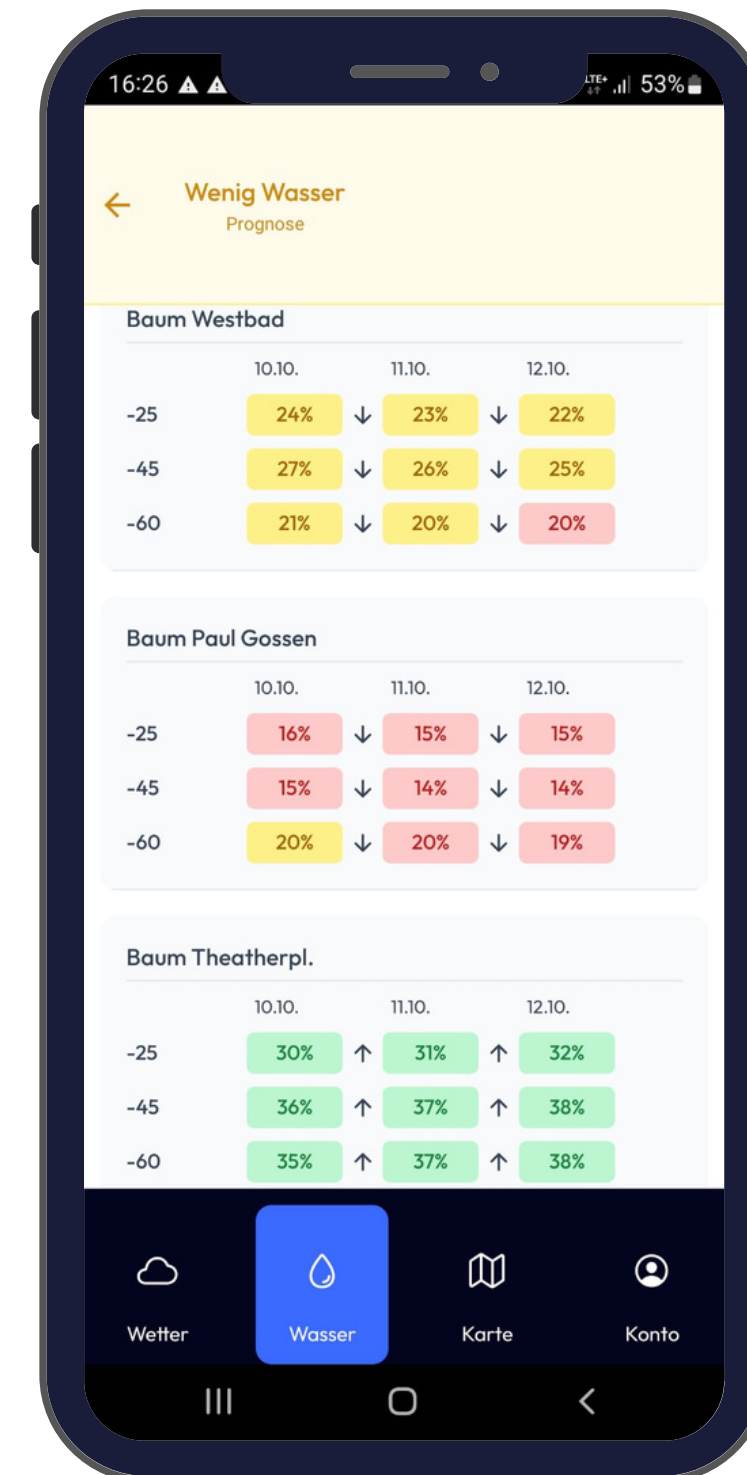 16:26 LTE+ 53%
Wenig Wasser
Prognose
Baum Westbad
10.10. 11.10. 12.10.
-25 24% ↓ 23% ↓ 22%
-45 27% ↓ 26% ↓ 25%
-60 21% ↓ 20% ↓ 20%
Baum Paul Gossen
10.10. 11.10. 12.10.
-25 16% ↓ 15% ↓ 15%
-45 15% ↓ 14% ↓ 14%
-60 20% ↓ 20% ↓ 19%
Baum Theatherpl.
10.10. 11.10. 12.10.
-25 30% ↑ 31% ↑ 32%
-45 36% ↑ 37% ↑ 38%
-60 35% ↑ 37% ↑ 38%
Wetter Wasser Karte Konto